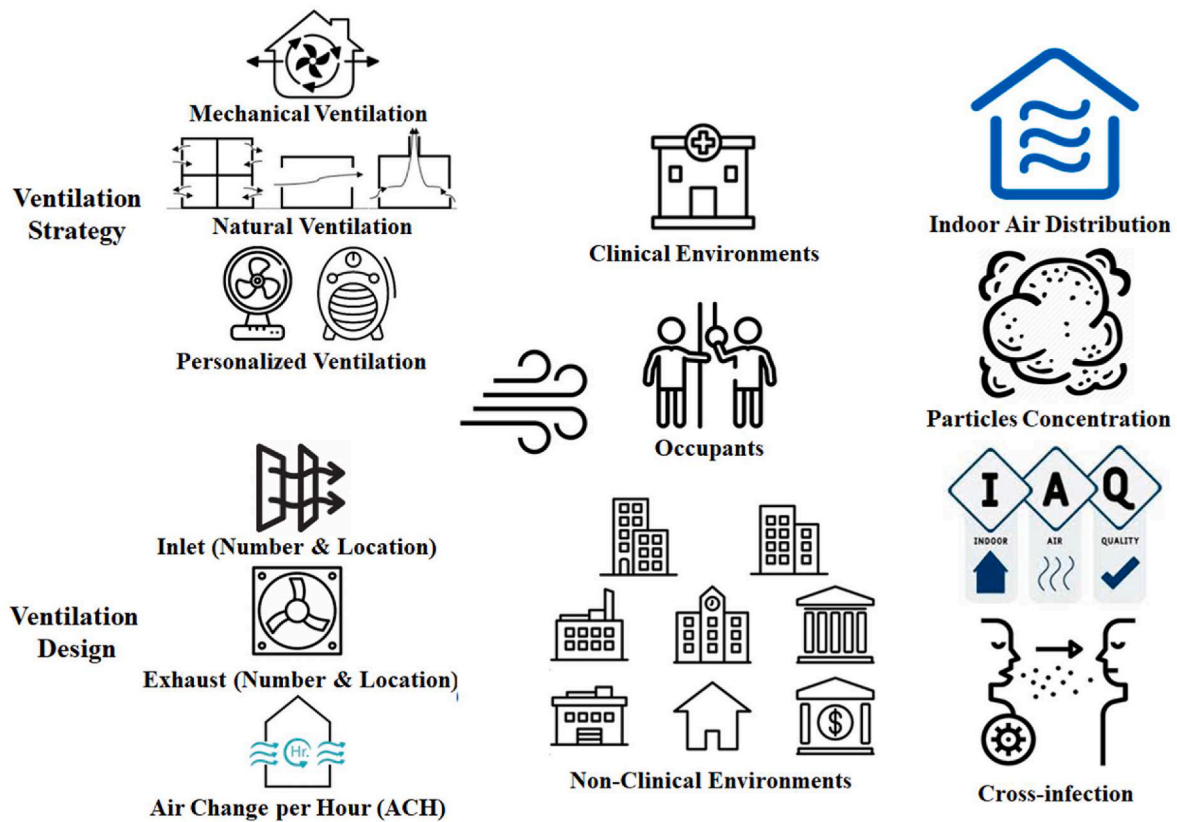 Mechanical Ventilation
Ventilation
Strategy
Natural Ventilation
Personalized Ventilation
Inlet (Number & Location)
Ventilation
Design
Exhaust (Number & Location)
Hr.
Air Change per Hour (ACH)
Clinical Environments
Occupants
$
Non-Clinical Environments
Indoor Air Distribution
Particles Concentration
I A Q
INDOOR AIR QUALITY
Cross-infection